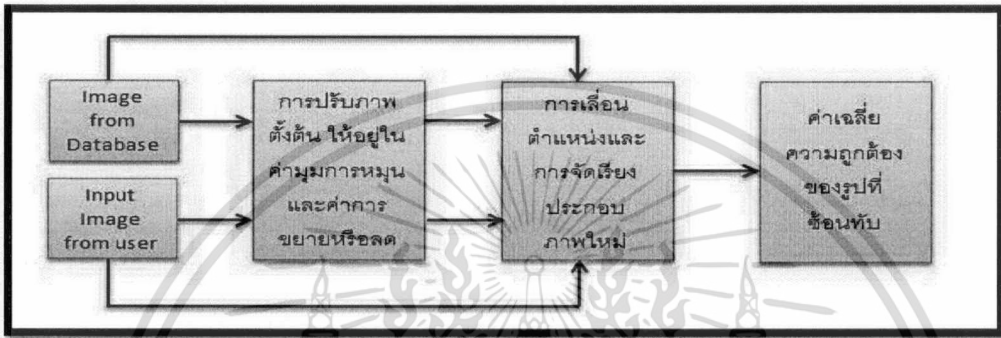 Image
from
Database
Input
Image
from user
การปรับภาพ
ตั้งต้น ให้อยู่ใน
ค่ามุมการหมุน
และค่าการ
ขยายหรือลด
การเลื่อน
ตำแหน่งและ
การจัดเรียง
ประกอบ
ภาพใหม่
ค่าเฉลี่ย
ความถูกต้อง
ของรูปที่
ซ้อนทับ